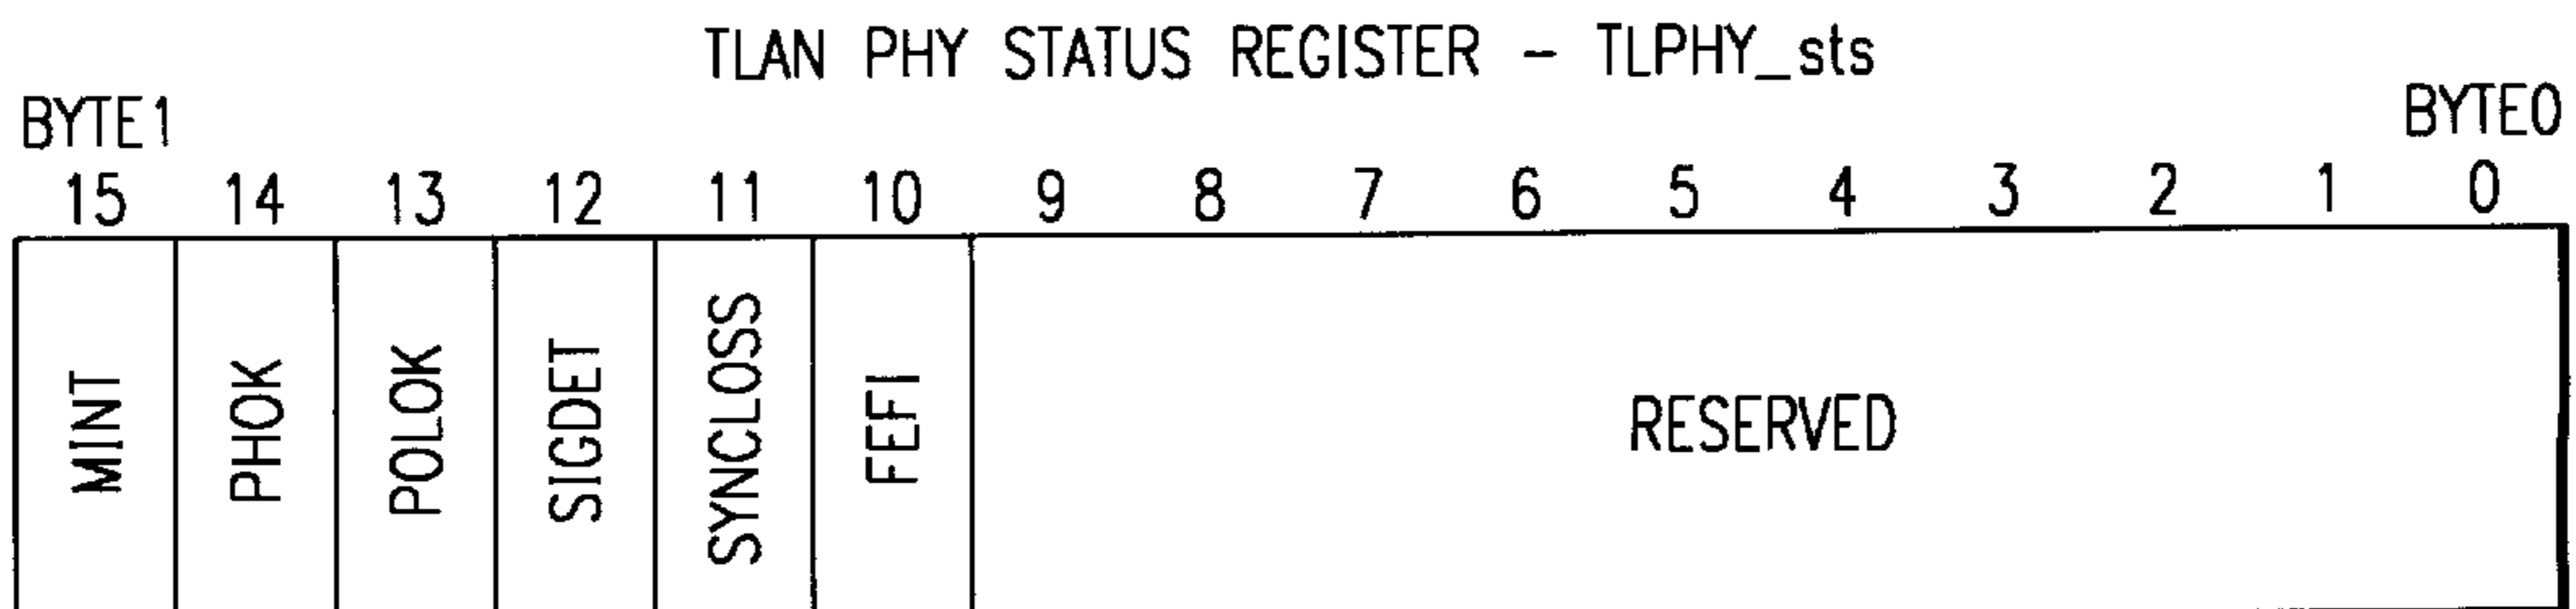 TLAN PHY STATUS REGISTER – TLPHY_sts
BYTE1 BYTE0
15 14 13 12 11 10 9 8 7 6 5 4 3 2 1 0
MINT PHOK POLOK SIGDET SYNCLOSS FEFI RESERVED